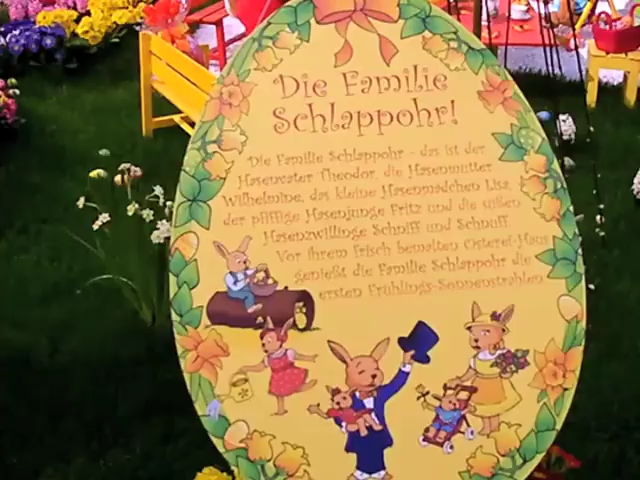 Die Familie
Schlappohr!
Die Familie Schlappohr - das ist der
Hasenvater Theodor, die Hasenmutter
Wilhelmine, das kleine Hasenmädchen Lisa,
der pfiffige Hasenjunge Fritz und die süßen
Hasenzwillinge Schniff und Schnuff.
Vor ihrem frisch bemalten Osterei-Haus
genießt die Familie Schlappohr die
ersten Frühlings-Sonnenstrahlen.